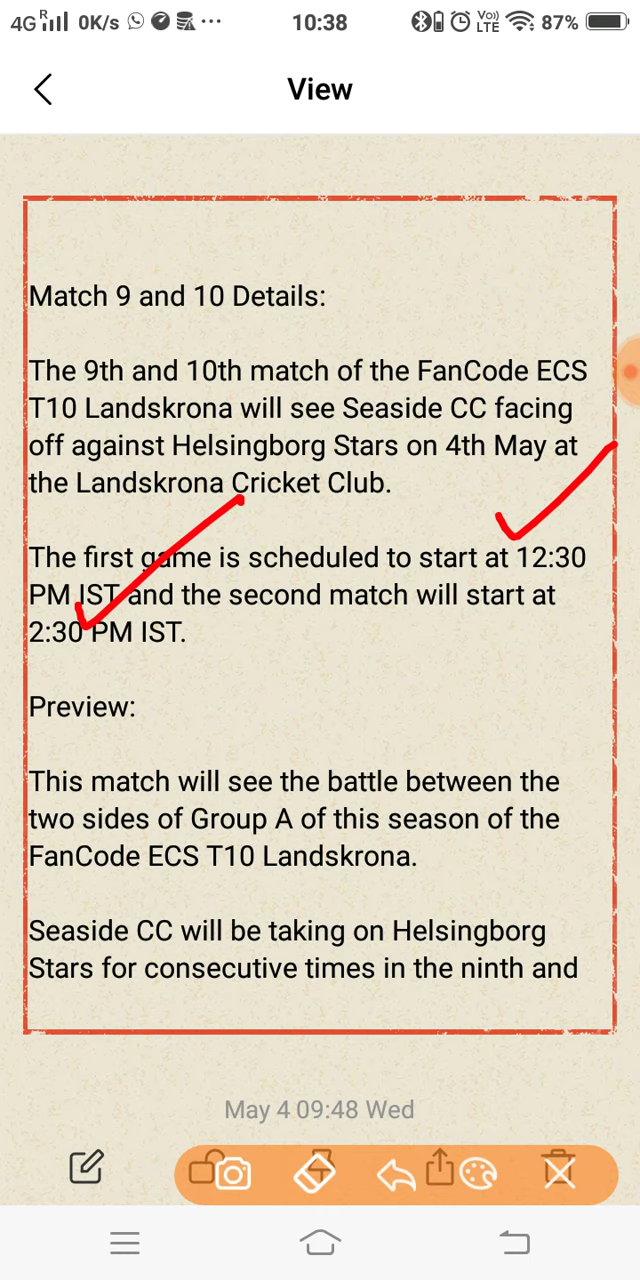 4G R 0K/s ... 10:38 Vo) LTE 87%
View
Match 9 and 10 Details:
The 9th and 10th match of the FanCode ECS
T10 Landskrona will see Seaside CC facing
off against Helsingborg Stars on 4th May at
the Landskrona Cricket Club.
The first game is scheduled to start at 12:30
PM IST and the second match will start at
2:30 PM IST.
Preview:
This match will see the battle between the
two sides of Group A of this season of the
FanCode ECS T10 Landskrona.
Seaside CC will be taking on Helsingborg
Stars for consecutive times in the ninth and
May 4 09:48 Wed